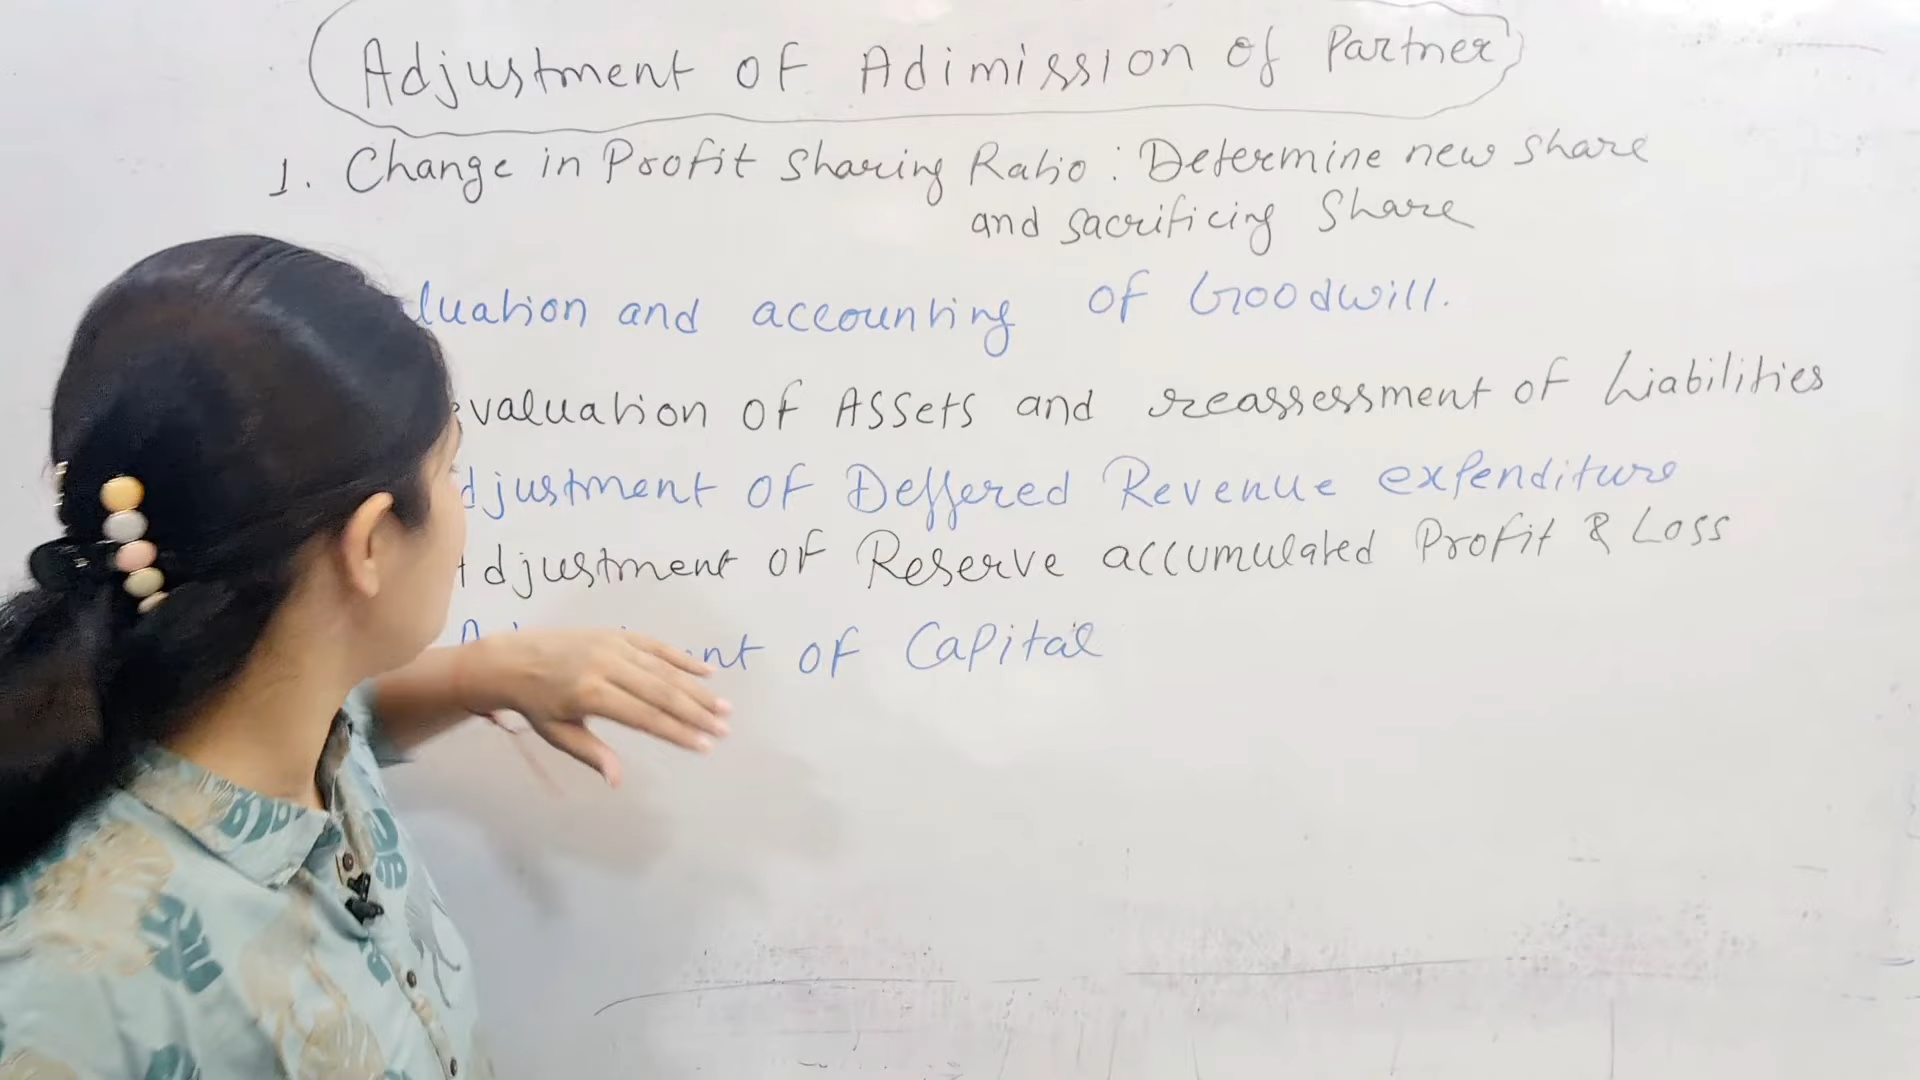 Adjustment of Adimission of Partner
1. Change in Profit Sharing Ratio : Determine new share
and sacrificing Share
luation and accounting of Goodwill.
valuation of Assets and reassessment of Liabilities
djustment of Deffered Revenue expenditure
djustment of Reserve accumulated Profit & Loss
nt of Capital